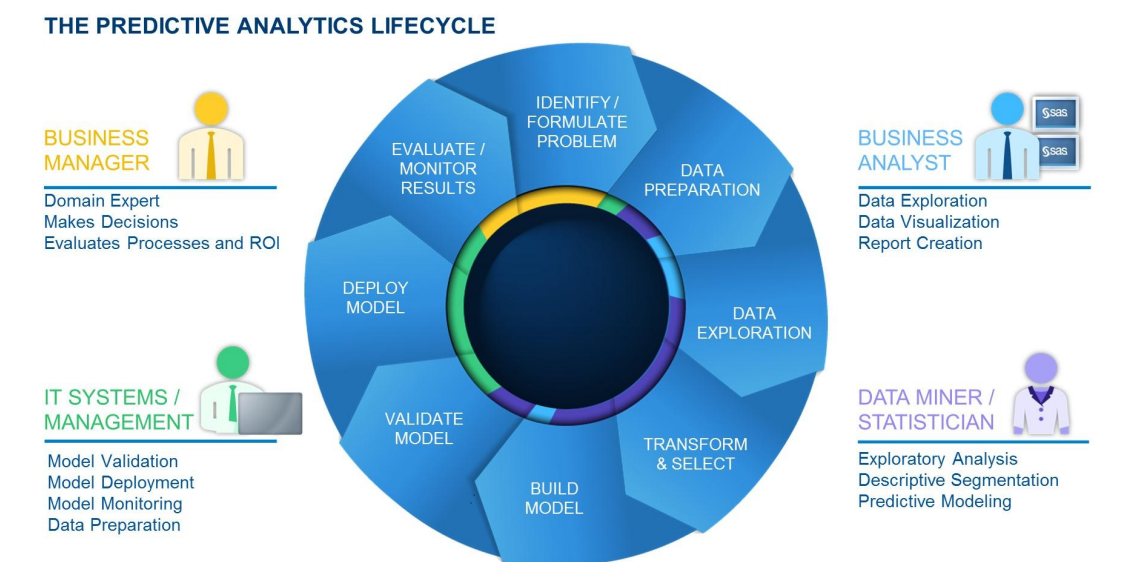 THE PREDICTIVE ANALYTICS LIFECYCLE
BUSINESS
MANAGER
Domain Expert
Makes Decisions
Evaluates Processes and ROI
IDENTIFY /
FORMULATE
PROBLEM
DATA
PREPARATION
DATA
EXPLORATION
TRANSFORM
& SELECT
BUILD
MODEL
VALIDATE
MODEL
DEPLOY
MODEL
EVALUATE /
MONITOR
RESULTS
BUSINESS
ANALYST
sas
sas
Data Exploration
Data Visualization
Report Creation
IT SYSTEMS /
MANAGEMENT
Model Validation
Model Deployment
Model Monitoring
Data Preparation
DATA MINER /
STATISTICIAN
Exploratory Analysis
Descriptive Segmentation
Predictive Modeling